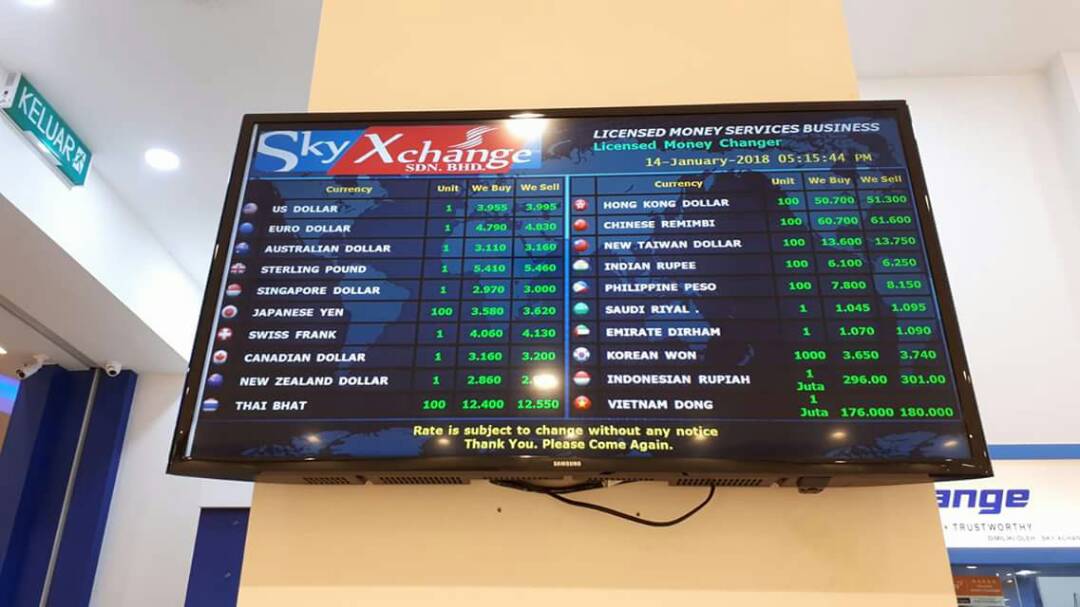 KELUAR
Sky Xchange
SDN. BHD.
LICENSED MONEY SERVICES BUSINESS
Licensed Money Changer
14-January-2018 05:15:44 PM
Currency Unit We Buy We Sell
US DOLLAR 1 3.955 3.995
EURO DOLLAR 1 4.790 4.830
AUSTRALIAN DOLLAR 1 3.110 3.160
STERLING POUND 1 5.410 5.460
SINGAPORE DOLLAR 1 2.970 3.000
JAPANESE YEN 100 3.580 3.620
SWISS FRANK 1 4.060 4.130
CANADIAN DOLLAR 1 3.160 3.200
NEW ZEALAND DOLLAR 1 2.860
THAI BHAT 100 12.400 12.550
Currency Unit We Buy We Sell
HONG KONG DOLLAR 100 50.700 51.300
CHINESE REMIMBI 100 60.700 61.600
NEW TAIWAN DOLLAR 100 13.600 13.750
INDIAN RUPEE 100 6.100 6.250
PHILIPPINE PESO 100 7.800 8.150
SAUDI RIYAL . 1 1.045 1.095
EMIRATE DIRHAM 1 1.070 1.090
KOREAN WON 1000 3.650 3.740
INDONESIAN RUPIAH 1 Juta 296.00 301.00
VIETNAM DONG 1 Juta 176.000 180.000
Rate is subject to change without any notice
Thank You. Please Come Again.
SAMSUNG
ange
• TRUSTWORTHY
DIMILIKI OLEH : SKY XCHAN